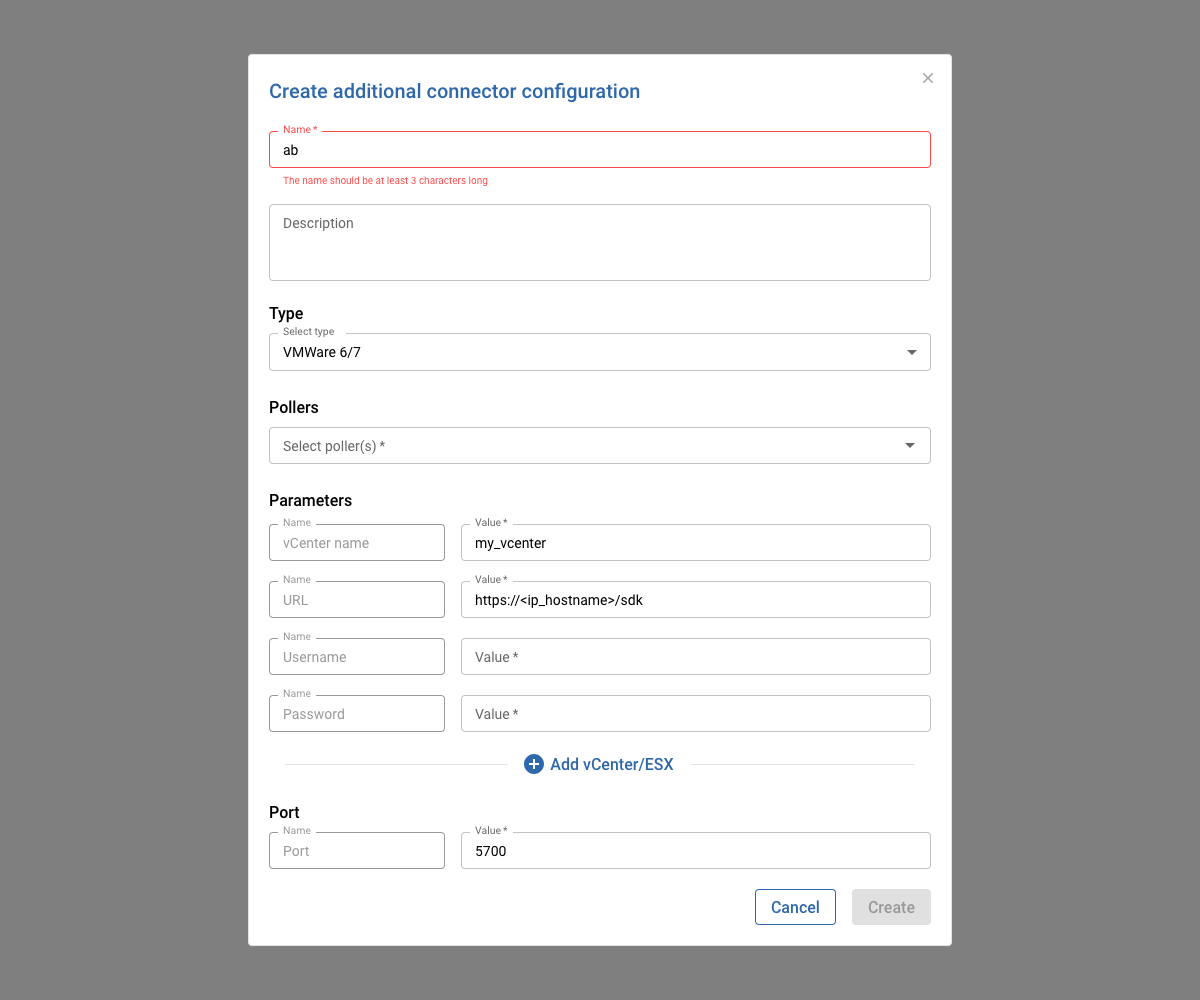 Create additional connector configuration
Name *
ab
The name should be at least 3 characters long
Description
Type
Select type
VMWare 6/7
Pollers
Select poller(s) *
Parameters
Name
vCenter name
Value *
my_vcenter
Name
URL
Value *
https://<ip_hostname>/sdk
Name
Username
Value *
Name
Password
Value *
Add vCenter/ESX
Port
Name
Port
Value *
5700
Cancel
Create